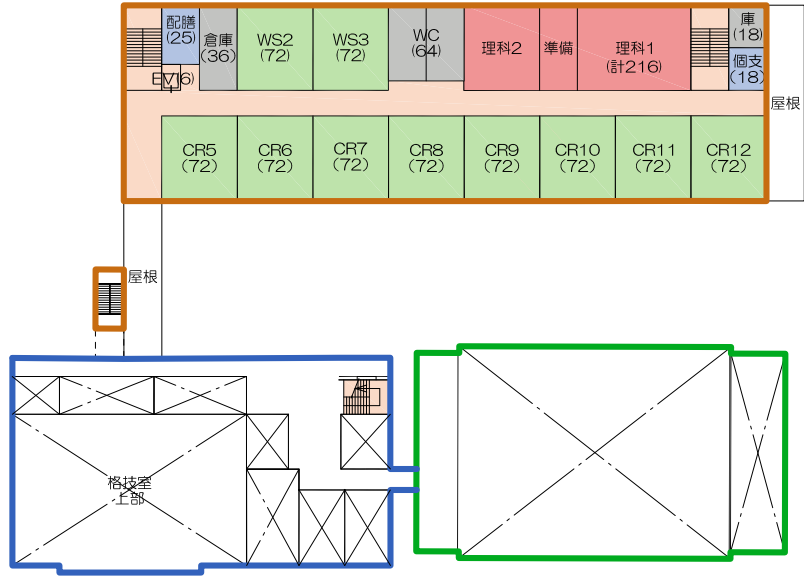 配膳
(25)
倉庫
(36)
EV(6)
WS2
(72)
WS3
(72)
WC
(64)
理科2
準備
理科1
(計216)
庫
(18)
個支
(18)
屋根
CR5
(72)
CR6
(72)
CR7
(72)
CR8
(72)
CR9
(72)
CR10
(72)
CR11
(72)
CR12
(72)
屋根
格技室
上部